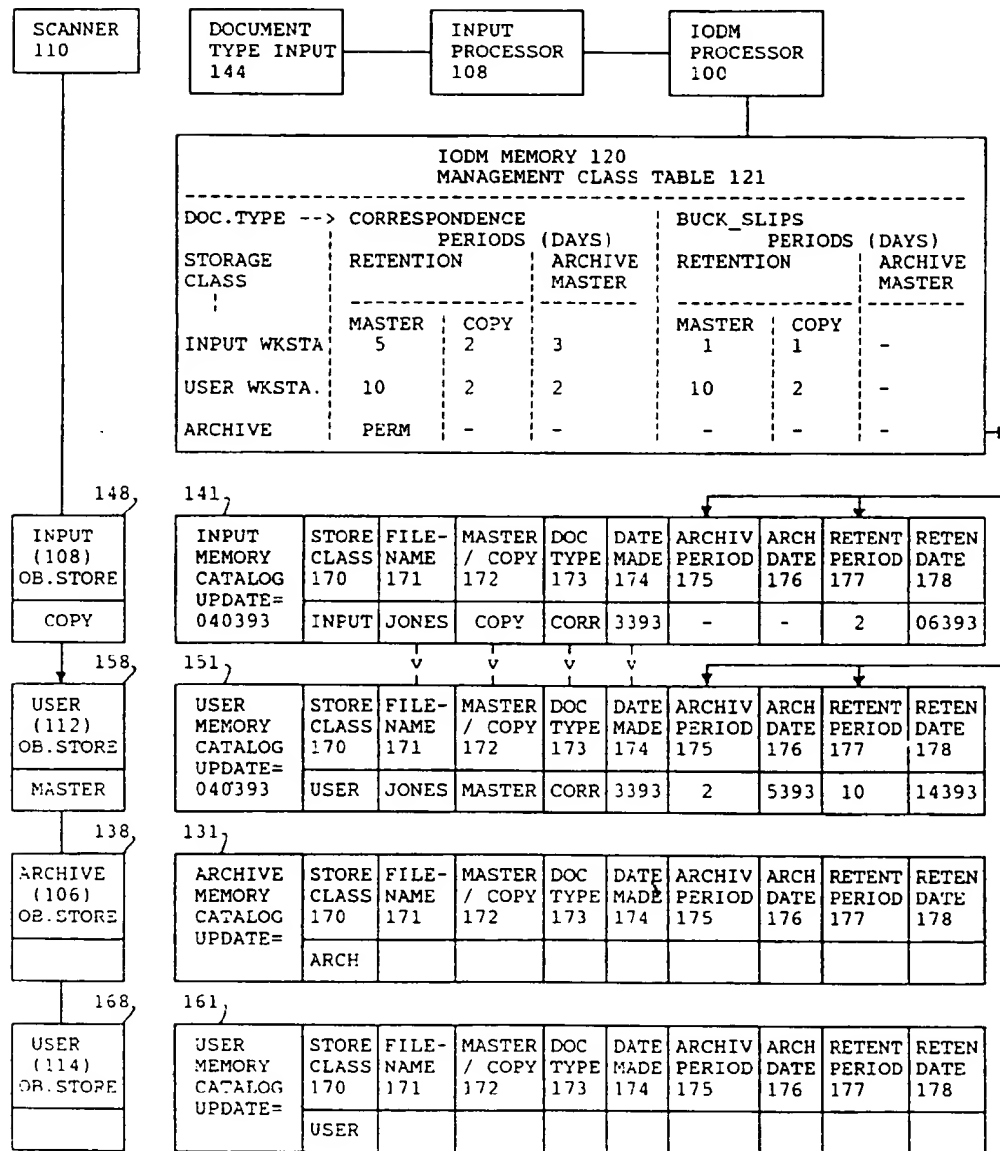 SCANNER
110
DOCUMENT
TYPE INPUT
144
INPUT
PROCESSOR
108
IODM
PROCESSOR
100
IODM MEMORY 120
MANAGEMENT CLASS TABLE 121
DOC.TYPE --> CORRESPONDENCE BUCK_SLIPS
PERIODS (DAYS) PERIODS (DAYS)
STORAGE RETENTION ARCHIVE RETENTION ARCHIVE
CLASS MASTER MASTER
MASTER COPY MASTER COPY
INPUT WKSTA 5 2 3 1 1 -
USER WKSTA. 10 2 2 10 2 -
ARCHIVE PERM - - - - -
148
INPUT
(108)
OB.STORE
COPY
141
INPUT STORE FILE- MASTER DOC DATE ARCHIV ARCH RETENT RETEN
MEMORY CLASS NAME / COPY TYPE MADE PERIOD DATE PERIOD DATE
CATALOG 170 171 172 173 174 175 176 177 178
UPDATE=
040393 INPUT JONES COPY CORR 3393 - - 2 06393
158
USER
(112)
OB.STORE
MASTER
151
USER STORE FILE- MASTER DOC DATE ARCHIV ARCH RETENT RETEN
MEMORY CLASS NAME / COPY TYPE MADE PERIOD DATE PERIOD DATE
CATALOG 170 171 172 173 174 175 176 177 178
UPDATE=
040393 USER JONES MASTER CORR 3393 2 5393 10 14393
138
ARCHIVE
(106)
OB.STORE
131
ARCHIVE STORE FILE- MASTER DOC DATE ARCHIV ARCH RETENT RETEN
MEMORY CLASS NAME / COPY TYPE MADE PERIOD DATE PERIOD DATE
CATALOG 170 171 172 173 174 175 176 177 178
UPDATE=
ARCH
168
USER
(114)
OB.STORE
161
USER STORE FILE- MASTER DOC DATE ARCHIV ARCH RETENT RETEN
MEMORY CLASS NAME / COPY TYPE MADE PERIOD DATE PERIOD DATE
CATALOG 170 171 172 173 174 175 176 177 178
UPDATE=
USER